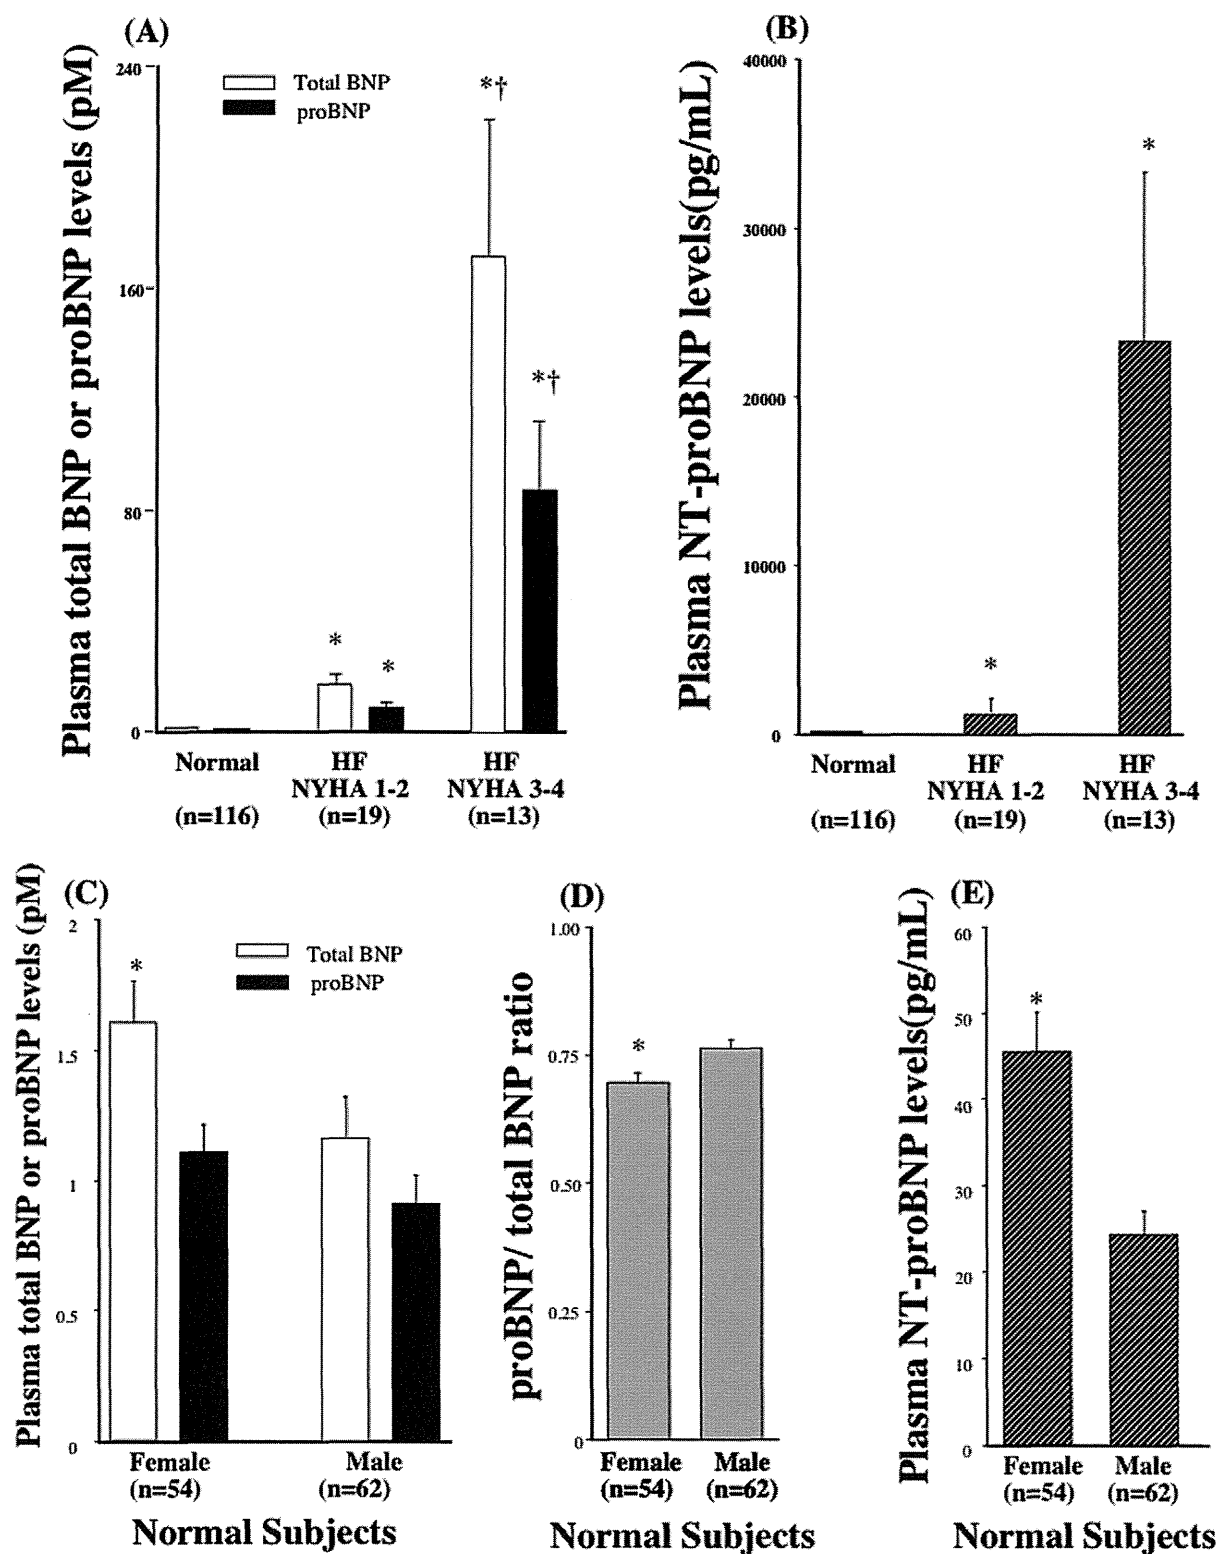 (A)
Plasma total BNP or proBNP levels (pM)
240
160
80
0
Total BNP
proBNP
*†
*†
*
*
Normal
(n=116)
HF
NYHA 1-2
(n=19)
HF
NYHA 3-4
(n=13)
(B)
Plasma NT-proBNP levels(pg/mL)
40000
30000
20000
10000
0
*
*
Normal
(n=116)
HF
NYHA 1-2
(n=19)
HF
NYHA 3-4
(n=13)
(C)
Plasma total BNP or proBNP levels (pM)
2
1.5
1
0.5
0
Total BNP
proBNP
*
Female
(n=54)
Male
(n=62)
Normal Subjects
(D)
proBNP/ total BNP ratio
1.00
0.75
0.50
0.25
0
*
Female
(n=54)
Male
(n=62)
Normal Subjects
(E)
Plasma NT-proBNP levels(pg/mL)
60
50
40
30
20
10
0
*
Female
(n=54)
Male
(n=62)
Normal Subjects